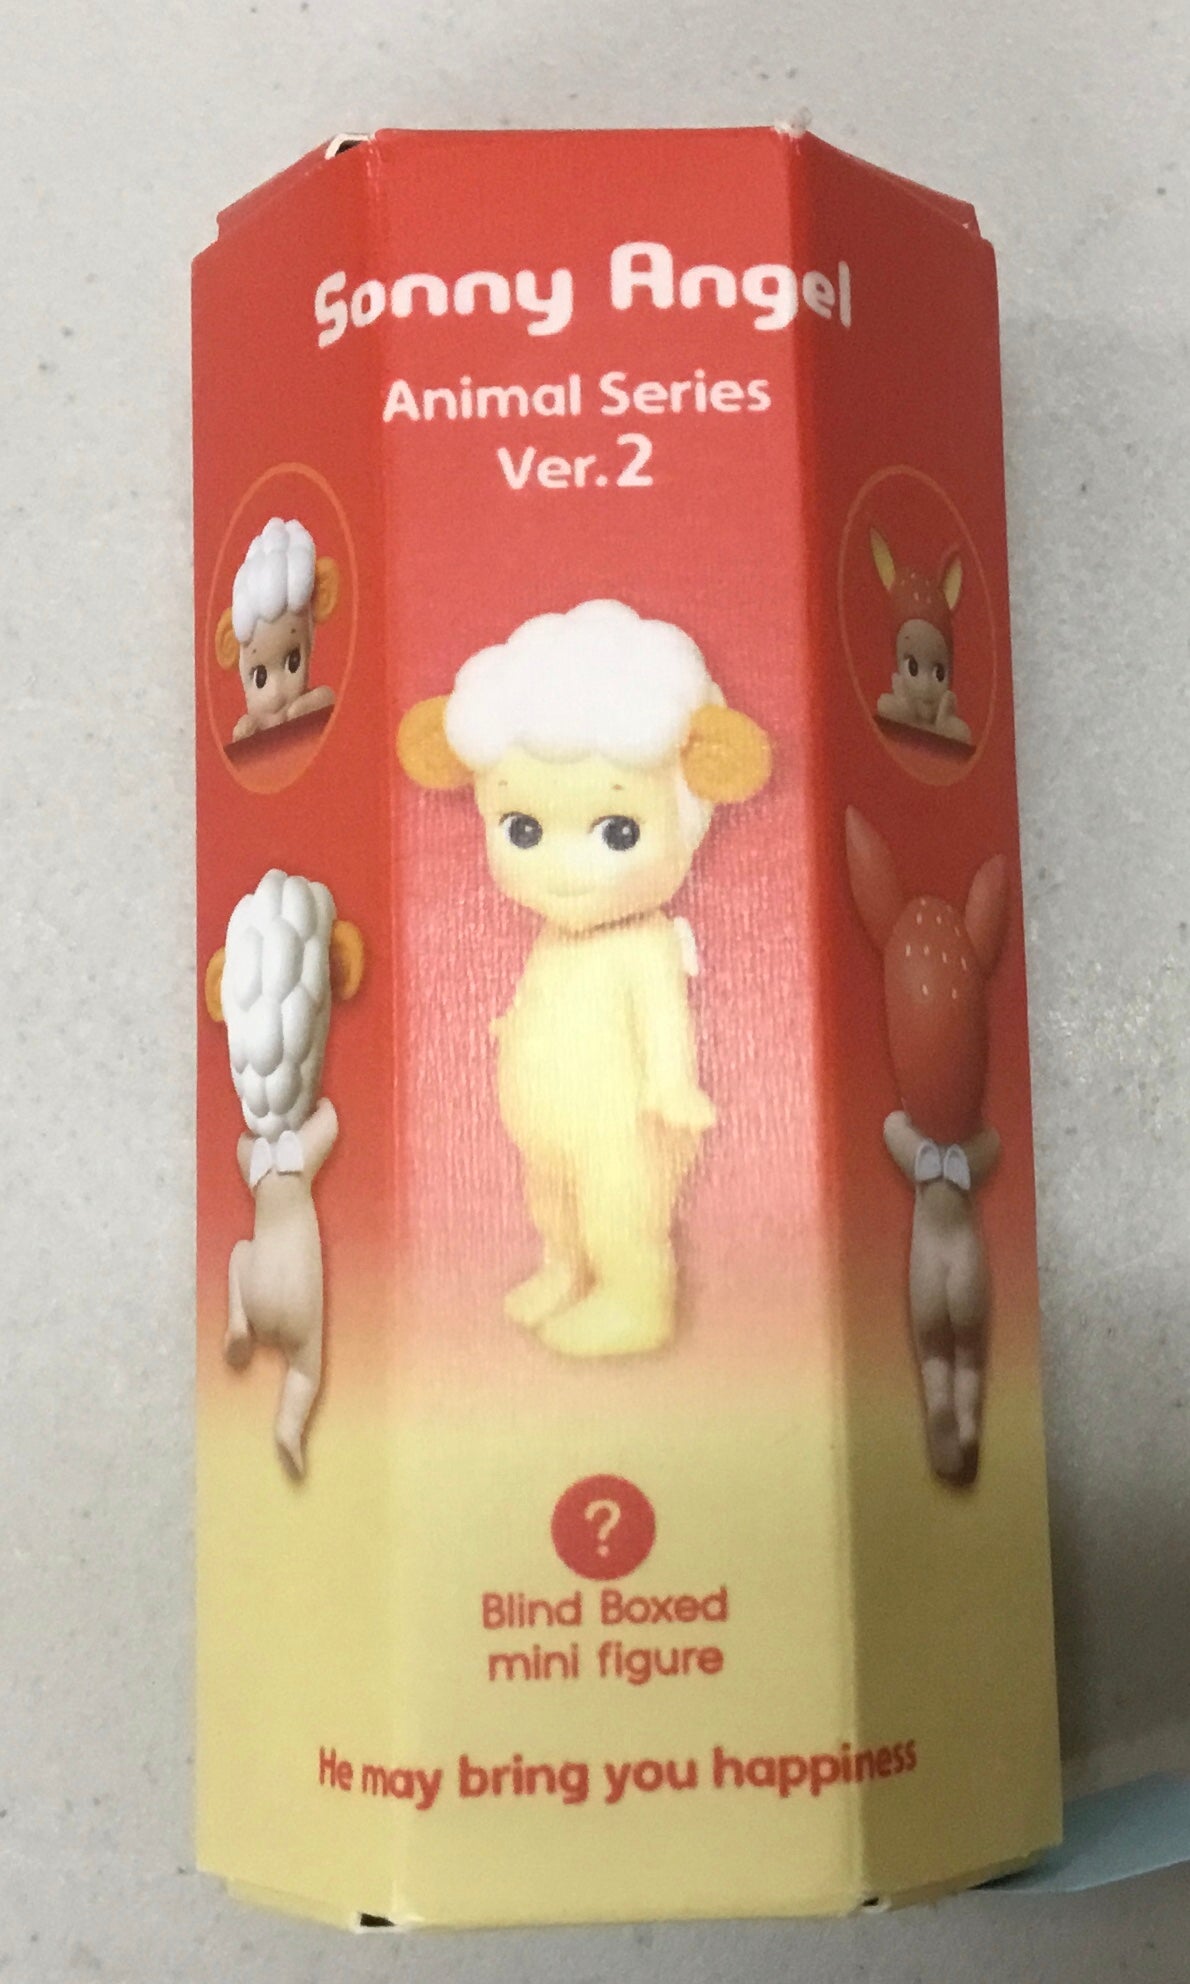 Sonny Angel
Animal Series
Ver.2
?
Blind Boxed
mini figure
He may bring you happiness